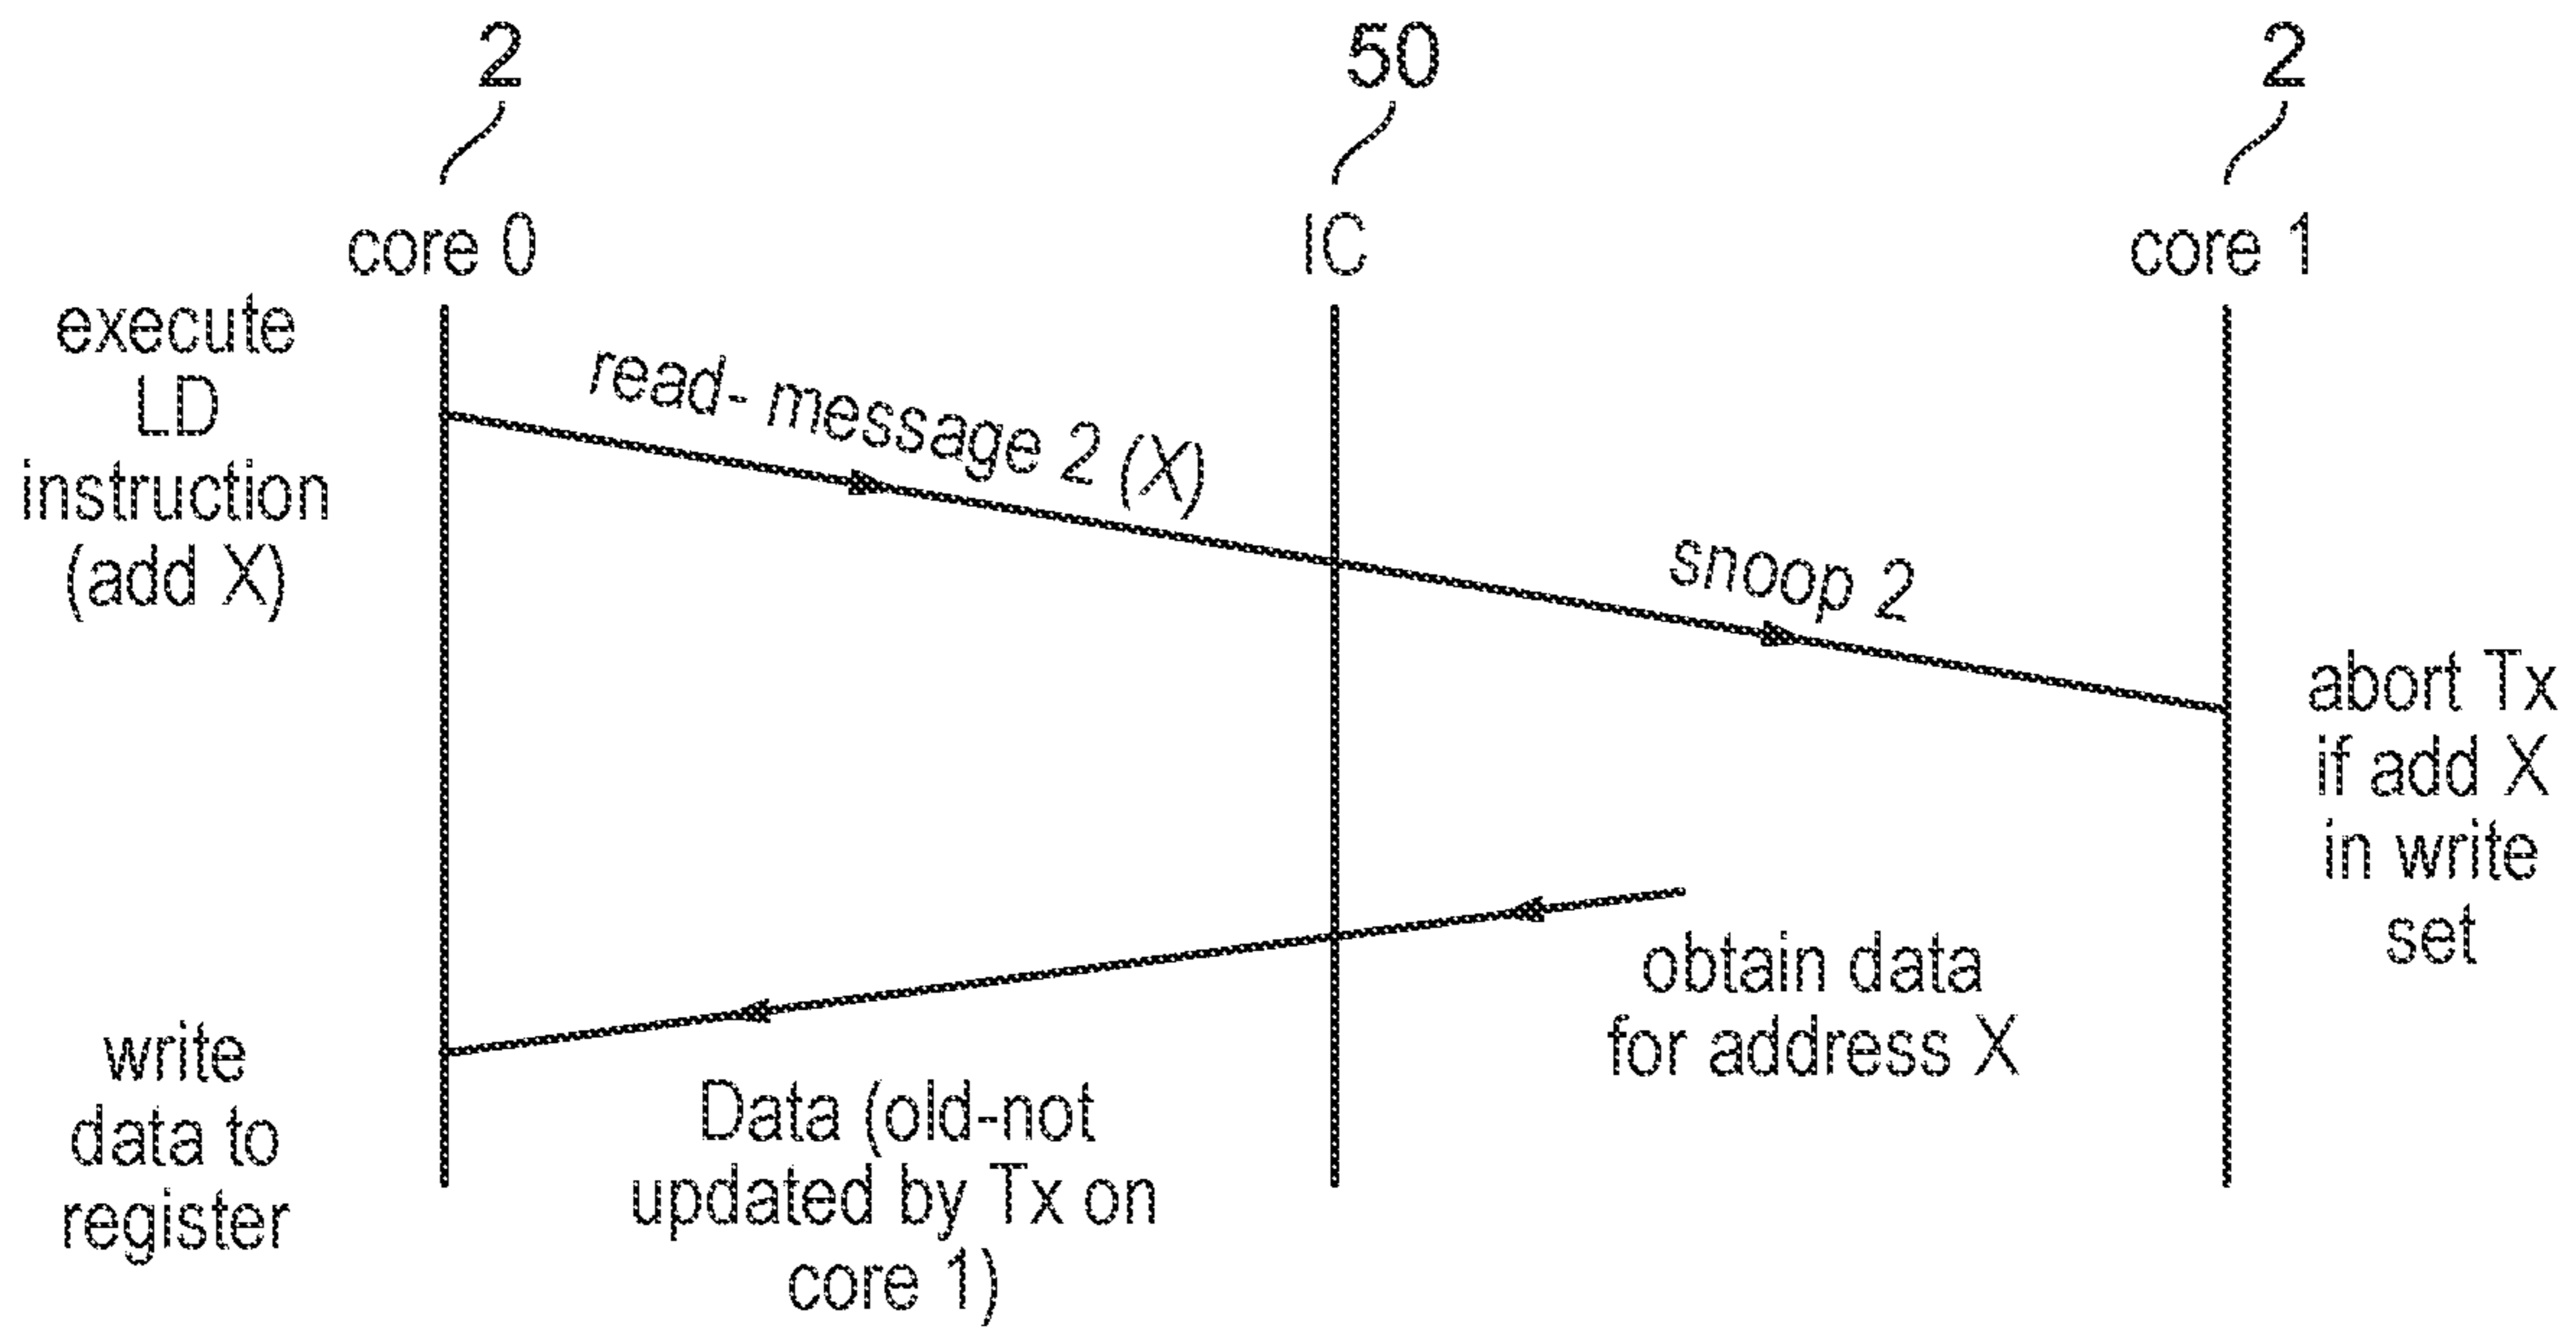 2
50
2
core 0
IC
core 1
execute
LD
instruction
(add X)
read- message 2 (X)
snoop 2
abort Tx
if add X
in write
set
obtain data
for address X
write
data to
register
Data (old-not
updated by Tx on
core 1)